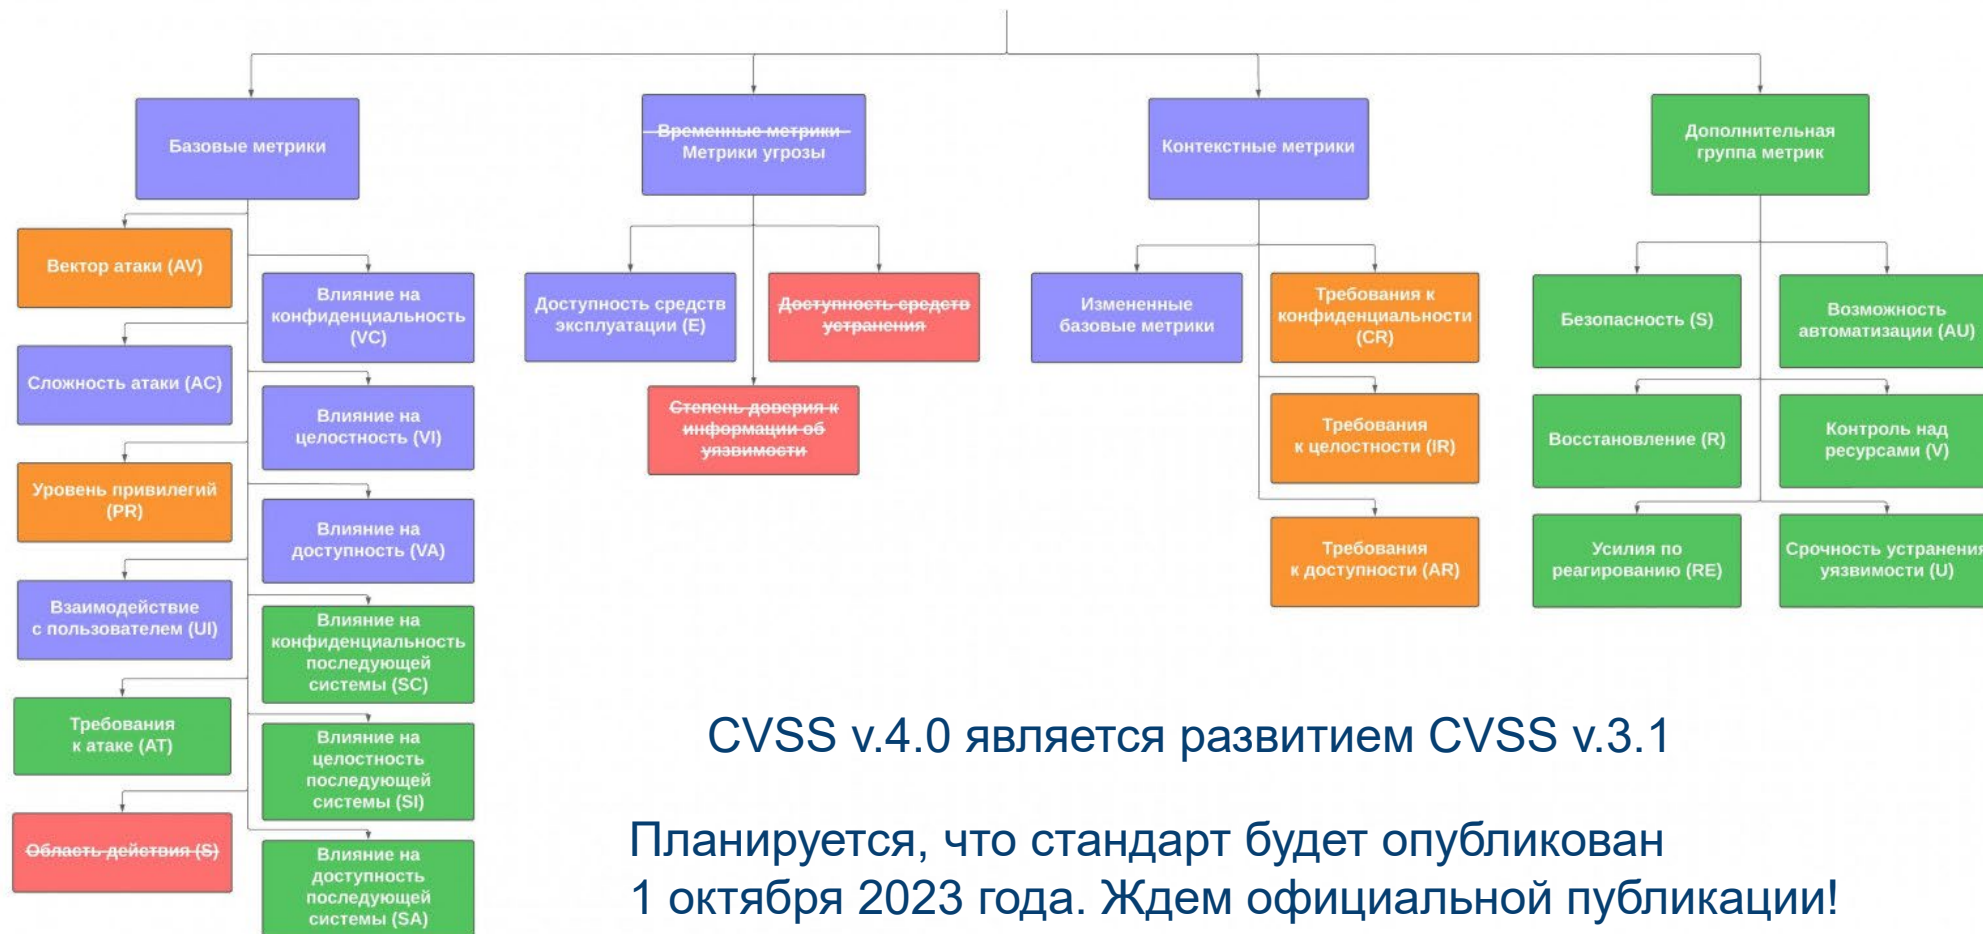 Базовые метрики
Временные метрики
Метрики угрозы
Контекстные метрики
Дополнительная
группа метрик
Вектор атаки (AV)
Сложность атаки (AC)
Уровень привилегий
(PR)
Взаимодействие
с пользователем (UI)
Требования
к атаке (AT)
Область действия (S)
Влияние на
конфиденциальность
(VC)
Влияние на
целостность (VI)
Влияние на
доступность (VA)
Влияние на
конфиденциальность
последующей
системы (SC)
Влияние на
целостность
последующей
системы (SI)
Влияние на
доступность
последующей
системы (SA)
Доступность средств
эксплуатации (E)
Доступность средств
устранения
Степень доверия к
информации об
уязвимости
Измененные
базовые метрики
Требования к
конфиденциальности
(CR)
Требования
к целостности (IR)
Требования
к доступности (AR)
Безопасность (S)
Восстановление (R)
Усилия по
реагированию (RE)
Возможность
автоматизации (AU)
Контроль над
ресурсами (V)
Срочность устранения
уязвимости (U)
CVSS v.4.0 является развитием CVSS v.3.1
Планируется, что стандарт будет опубликован
1 октября 2023 года. Ждем официальной публикации!